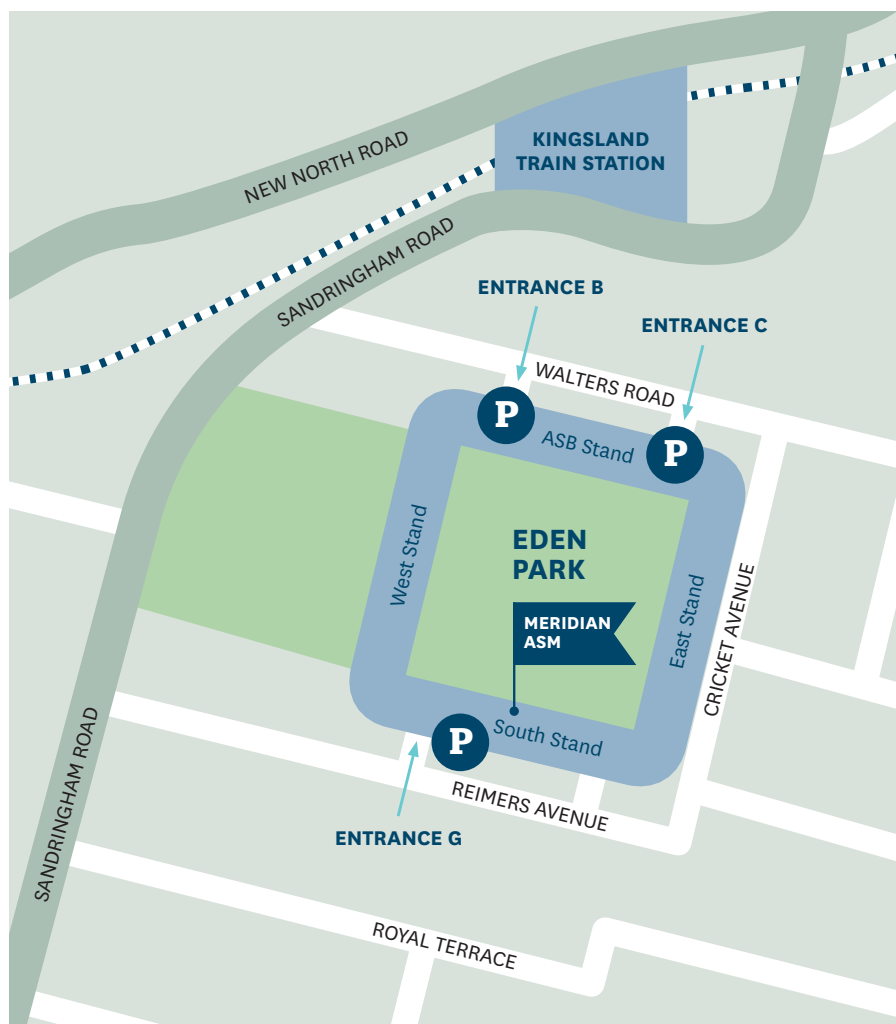 KINGSLAND
TRAIN STATION
NEW NORTH ROAD
SANDRINGHAM ROAD
ENTRANCE B
ENTRANCE C
WALTERS ROAD
P
ASB Stand
P
West Stand
EDEN
PARK
MERIDIAN
ASM
East Stand
CRICKET AVENUE
SANDRINGHAM ROAD
P
South Stand
REIMERS AVENUE
ENTRANCE G
ROYAL TERRACE